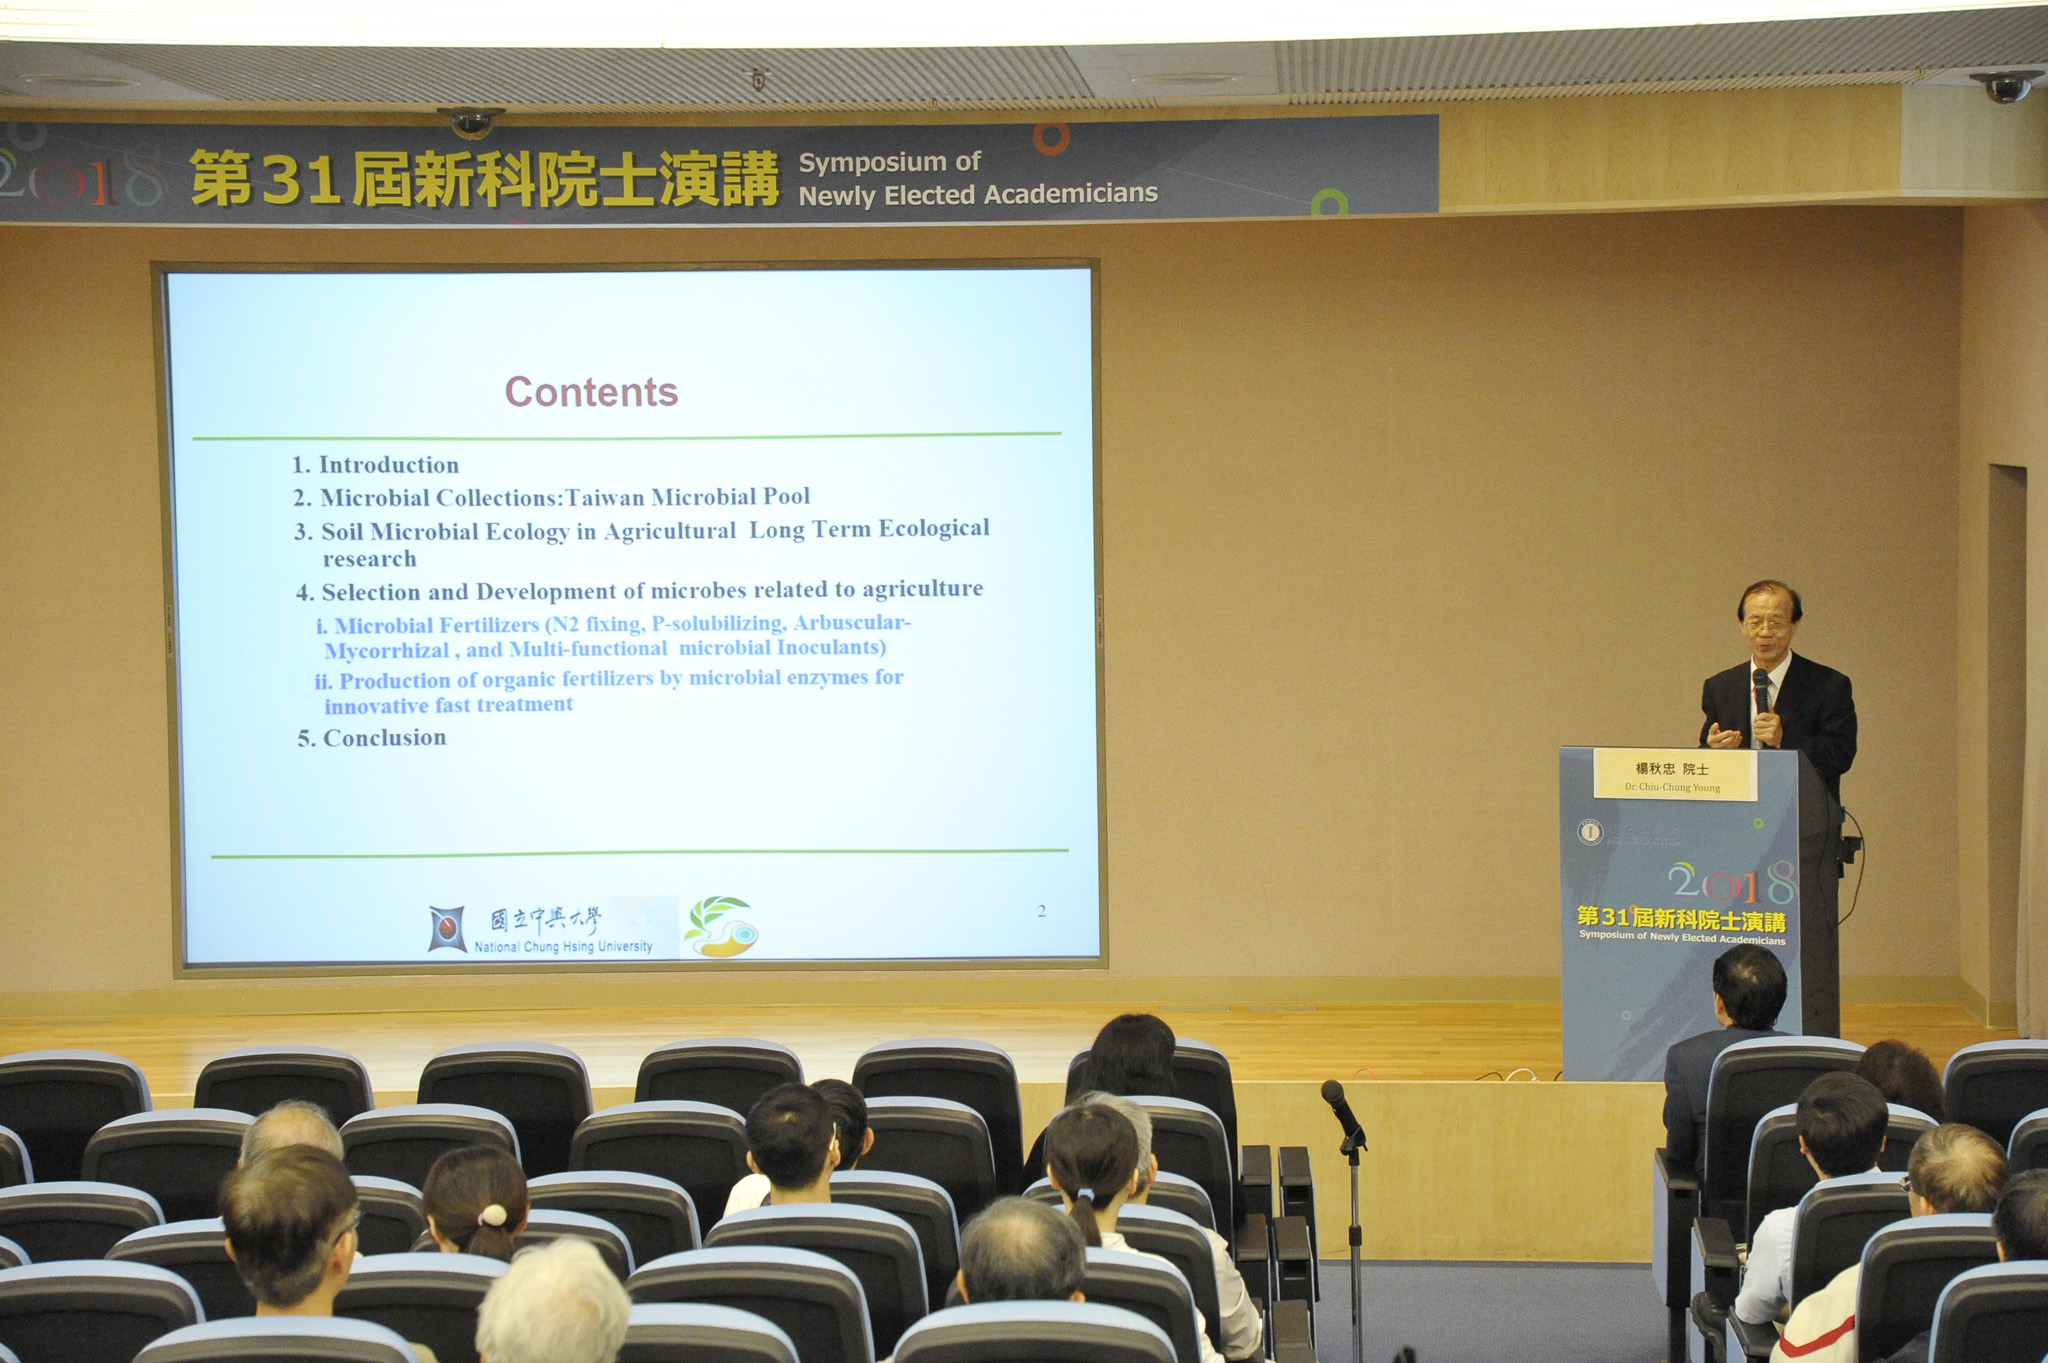 2018
第31屆新科院士演講
Symposium of
Newly Elected Academicians
Contents
1. Introduction
2. Microbial Collections:Taiwan Microbial Pool
3. Soil Microbial Ecology in Agricultural Long Term Ecological
research
4. Selection and Development of microbes related to agriculture
i. Microbial Fertilizers (N2 fixing, P-solubilizing, Arbuscular-
Mycorrhizal , and Multi-functional microbial Inoculants)
ii. Production of organic fertilizers by microbial enzymes for
innovative fast treatment
5. Conclusion
國立中興大學
National Chung Hsing University
2
楊秋忠 院士
Dr. Chiu-Chung Young
2018
第31屆新科院士演講
Symposium of Newly Elected Academicians